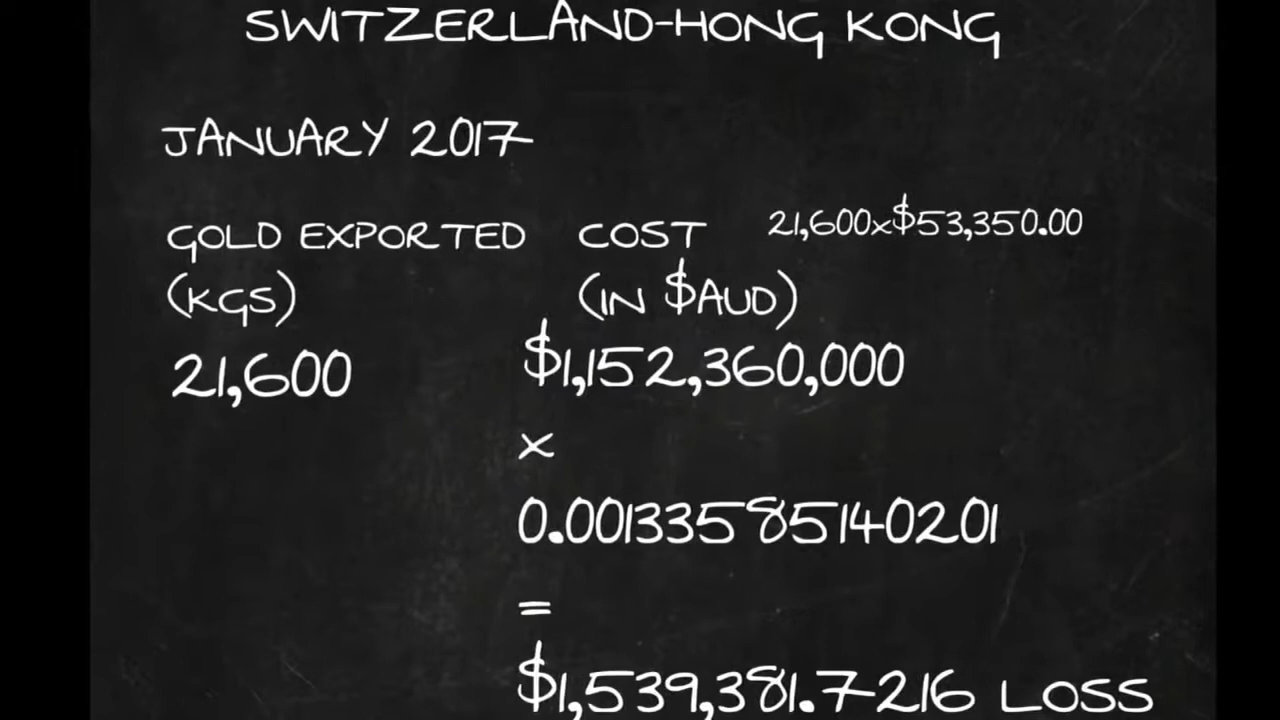 SWITZERLAND-HONG KONG
JANUARY 2017
GOLD EXPORTED COST 21,600x$53,350.00
(KGS) (IN $AUD)
21,600 $1,152,360,000
x
0.00133585140201
=
$1,539,381.7216 LOSS